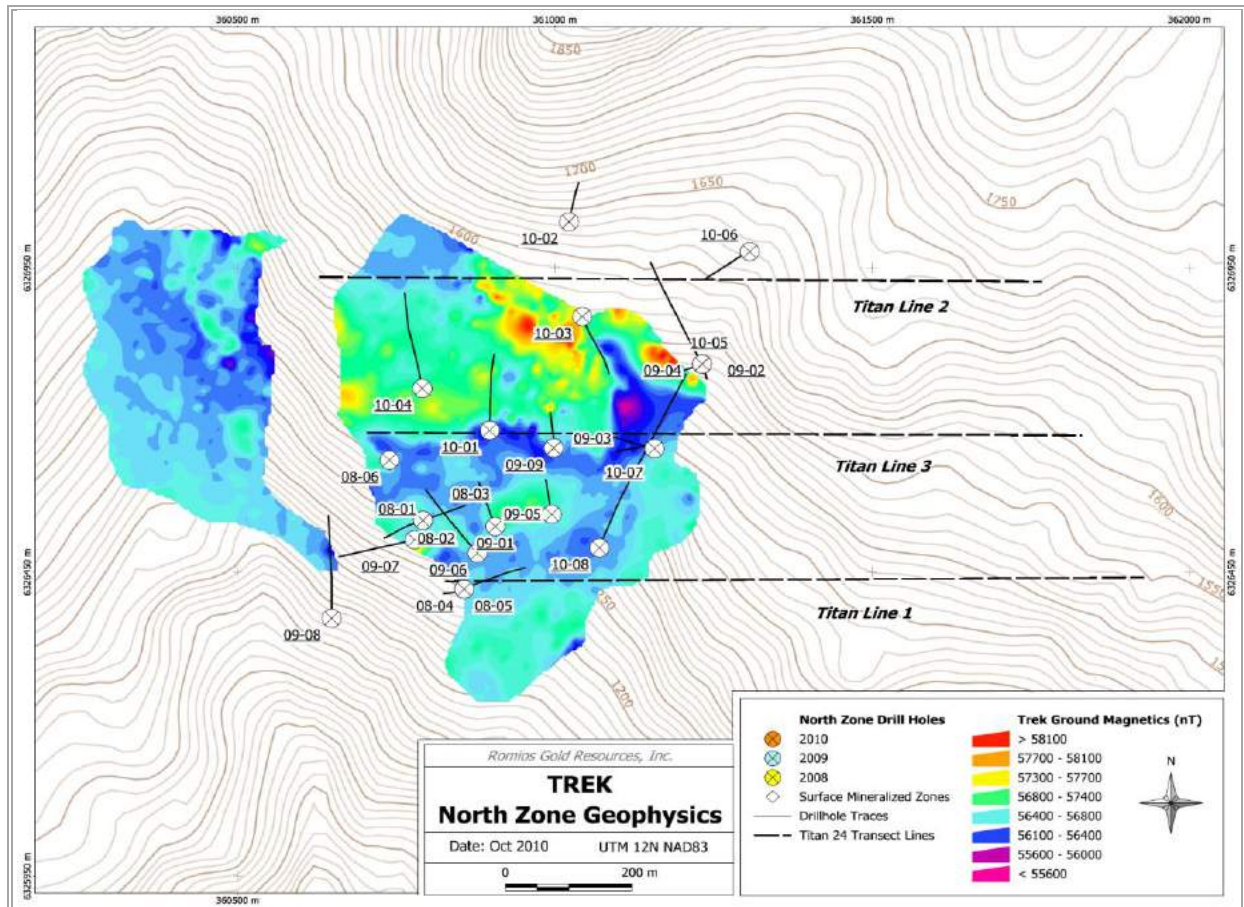 360500 m
361000 m
361500 m
362000 m
1850
1700
1650
1750
1600
10-02
10-06
6326950 m
6326950 m
Titan Line 2
10-03
10-05
09-04
09-02
10-04
09-03
Titan Line 3
10-01
09-09
10-07
08-06
08-03
1600
08-01
09-05
08-02
09-01
10-08
09-07
09-06
6326450 m
6326450 m
1550
08-04
08-05
Titan Line 1
09-08
1200
Romios Gold Resources, Inc.
TREK
North Zone Geophysics
Date: Oct 2010
UTM 12N NAD83
0
200 m
North Zone Drill Holes
2010
2009
2008
Surface Mineralized Zones
Drillhole Traces
Titan 24 Transect Lines
Trek Ground Magnetics (nT)
> 58100
57700 - 58100
57300 - 57700
56800 - 57400
56400 - 56800
56100 - 56400
55600 - 56000
< 55600
N
6325950 m
360500 m